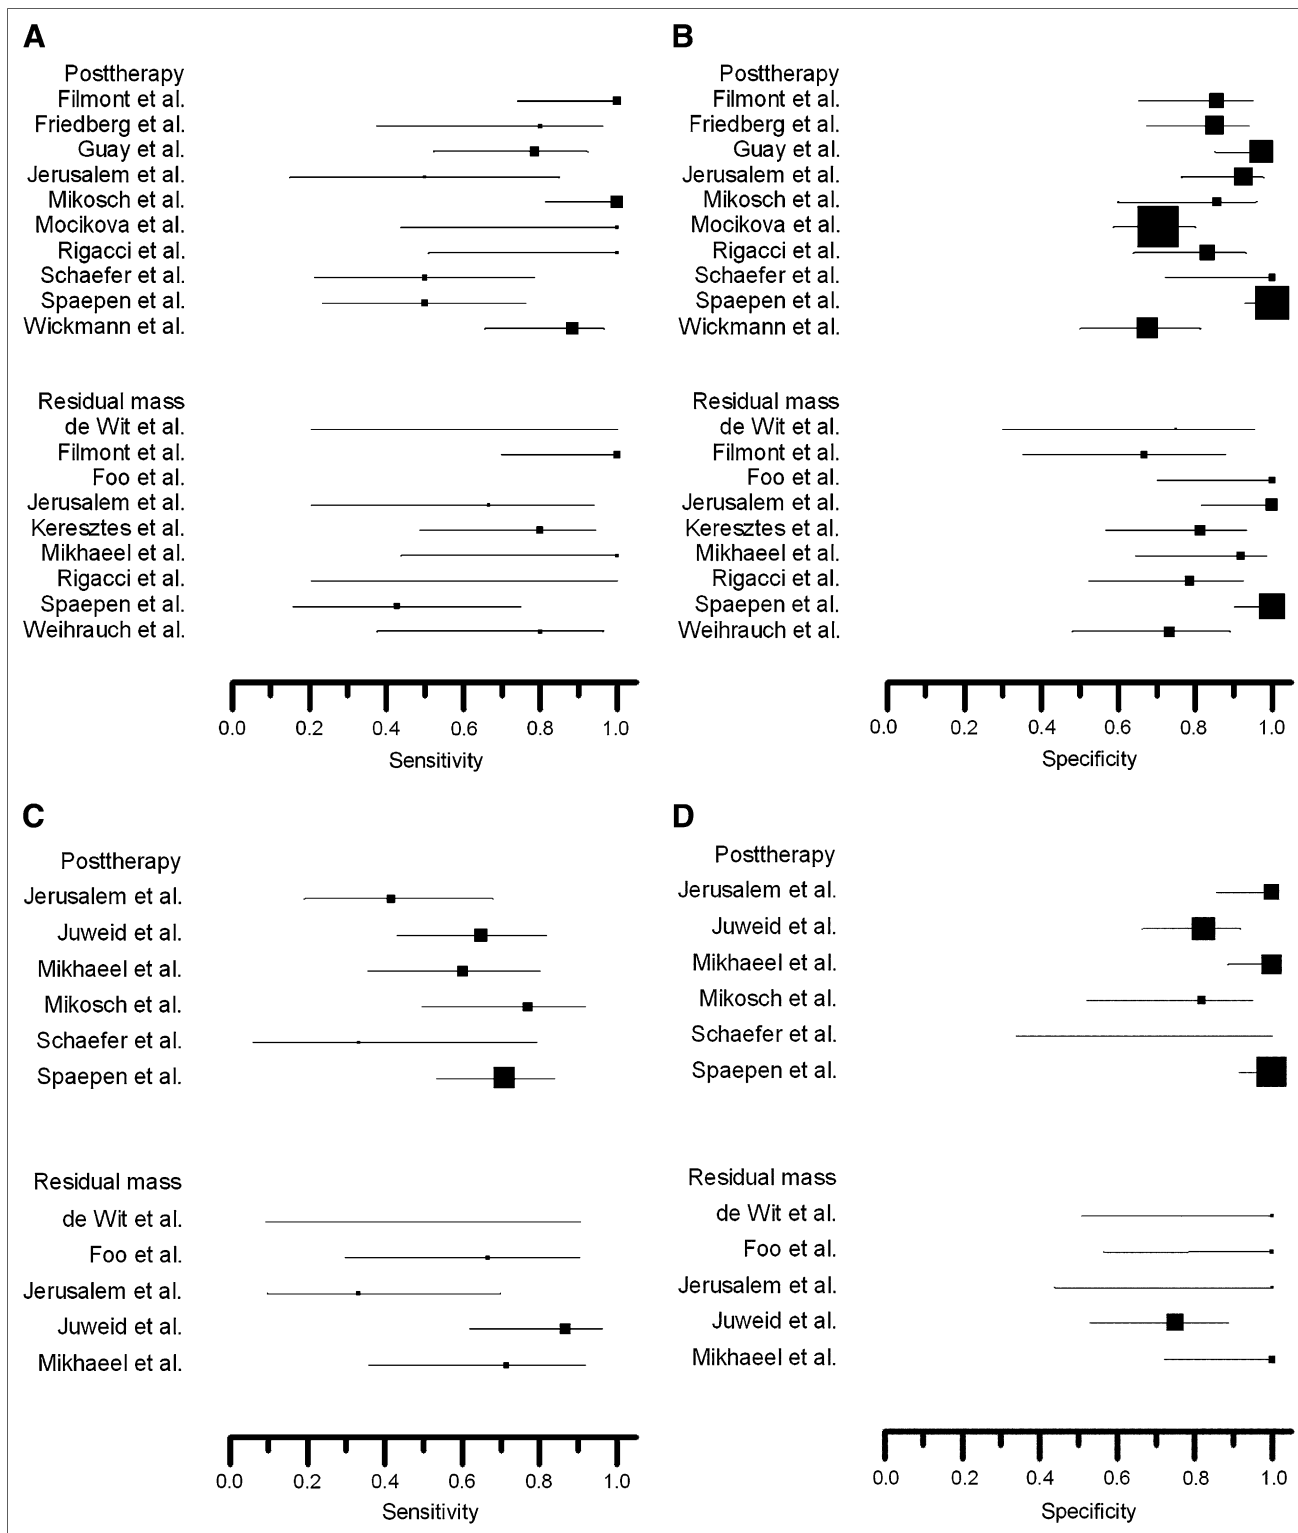 A
Posttherapy
Filmont et al.
Friedberg et al.
Guay et al.
Jerusalem et al.
Mikosch et al.
Mocikova et al.
Rigacci et al.
Schaefer et al.
Spaepen et al.
Wickmann et al.
Residual mass
de Wit et al.
Filmont et al.
Foo et al.
Jerusalem et al.
Keresztes et al.
Mikhaeel et al.
Rigacci et al.
Spaepen et al.
Weihrauch et al.
0.0 0.2 0.4 0.6 0.8 1.0
Sensitivity
B
Posttherapy
Filmont et al.
Friedberg et al.
Guay et al.
Jerusalem et al.
Mikosch et al.
Mocikova et al.
Rigacci et al.
Schaefer et al.
Spaepen et al.
Wickmann et al.
Residual mass
de Wit et al.
Filmont et al.
Foo et al.
Jerusalem et al.
Keresztes et al.
Mikhaeel et al.
Rigacci et al.
Spaepen et al.
Weihrauch et al.
0.0 0.2 0.4 0.6 0.8 1.0
Specificity
C
Posttherapy
Jerusalem et al.
Juweid et al.
Mikhaeel et al.
Mikosch et al.
Schaefer et al.
Spaepen et al.
Residual mass
de Wit et al.
Foo et al.
Jerusalem et al.
Juweid et al.
Mikhaeel et al.
0.0 0.2 0.4 0.6 0.8 1.0
Sensitivity
D
Posttherapy
Jerusalem et al.
Juweid et al.
Mikhaeel et al.
Mikosch et al.
Schaefer et al.
Spaepen et al.
Residual mass
de Wit et al.
Foo et al.
Jerusalem et al.
Juweid et al.
Mikhaeel et al.
0.0 0.2 0.4 0.6 0.8 1.0
Specificity